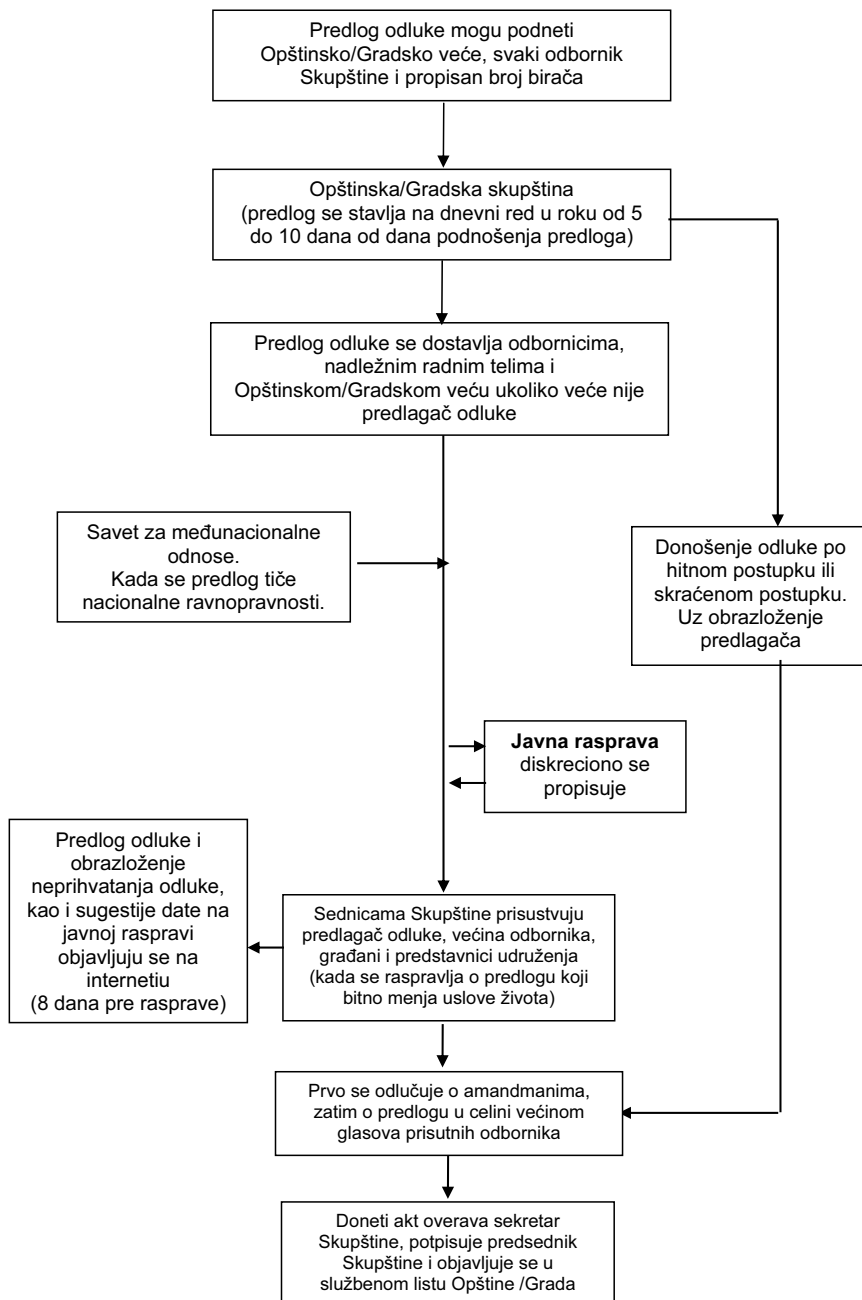 Predlog odluke mogu podneti
Opštinsko/Gradsko veće, svaki odbornik
Skupštine i propisan broj birača
Opštinska/Gradska skupština
(predlog se stavlja na dnevni red u roku od 5
do 10 dana od dana podnošenja predloga)
Predlog odluke se dostavlja odbornicima,
nadležnim radnim telima i
Opštinskom/Gradskom veću ukoliko veće nije
predlagač odluke
Savet za međunacionalne
odnose.
Kada se predlog tiče
nacionalne ravnopravnosti.
Donošenje odluke po
hitnom postupku ili
skraćenom postupku.
Uz obrazloženje
predlagača
Javna rasprava
diskreciono se
propisuje
Predlog odluke i
obrazloženje
neprihvatanja odluke,
kao i sugestije date na
javnoj raspravi
objavljuju se na
internetiu
(8 dana pre rasprave)
Sednicama Skupštine prisustvuju
predlagač odluke, većina odbornika,
građani i predstavnici udruženja
(kada se raspravlja o predlogu koji
bitno menja uslove života)
Prvo se odlučuje o amandmanima,
zatim o predlogu u celini većinom
glasova prisutnih odbornika
Doneti akt overava sekretar
Skupštine, potpisuje predsednik
Skupštine i objavljuje se u
službenom listu Opštine /Grada